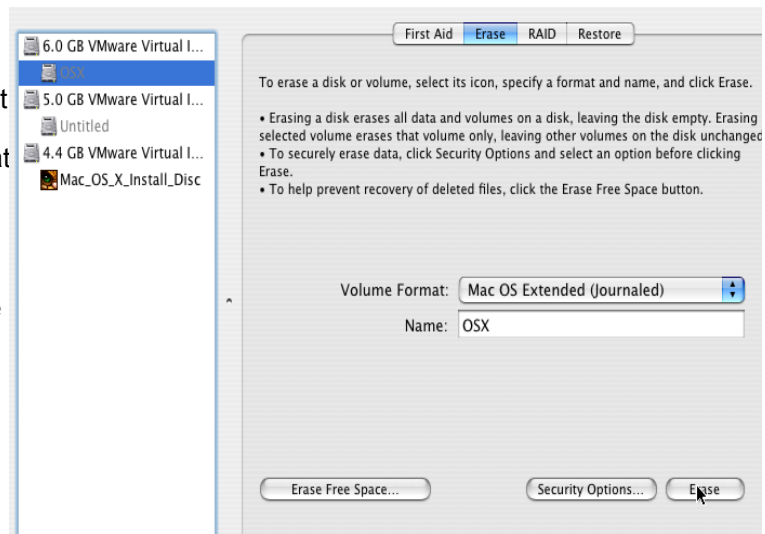 First Aid Erase RAID Restore
6.0 GB VMware Virtual I...
OSX
5.0 GB VMware Virtual I...
Untitled
4.4 GB VMware Virtual I...
Mac_OS_X_Install_Disc
To erase a disk or volume, select its icon, specify a format and name, and click Erase.
• Erasing a disk erases all data and volumes on a disk, leaving the disk empty. Erasing
selected volume erases that volume only, leaving other volumes on the disk unchanged
• To securely erase data, click Security Options and select an option before clicking
Erase.
• To help prevent recovery of deleted files, click the Erase Free Space button.
Volume Format: Mac OS Extended (Journaled)
Name: OSX
Erase Free Space... Security Options... Erase